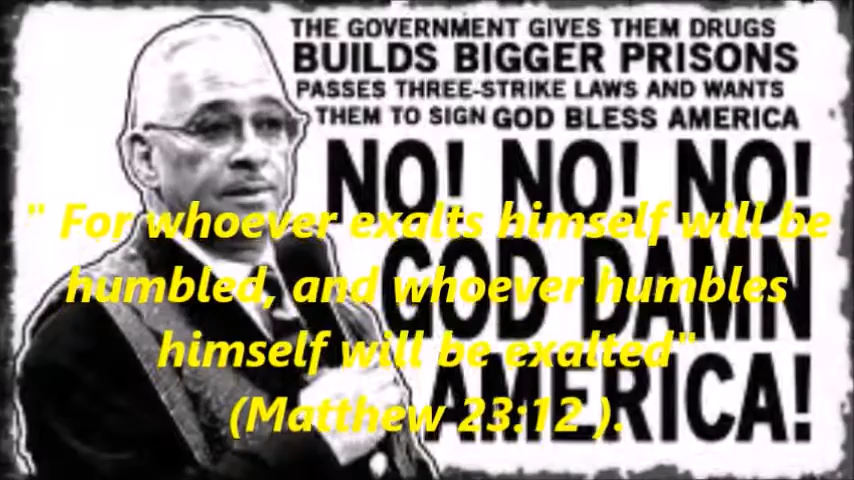 THE GOVERNMENT GIVES THEM DRUGS
BUILDS BIGGER PRISONS
PASSES THREE-STRIKE LAWS AND WANTS
THEM TO SIGN GOD BLESS AMERICA
NO! NO! NO!
GOD DAMN
AMERICA!
" For whoever exalts himself will be
humbled, and whoever humbles
himself will be exalted"
(Matthew 23:12 ).